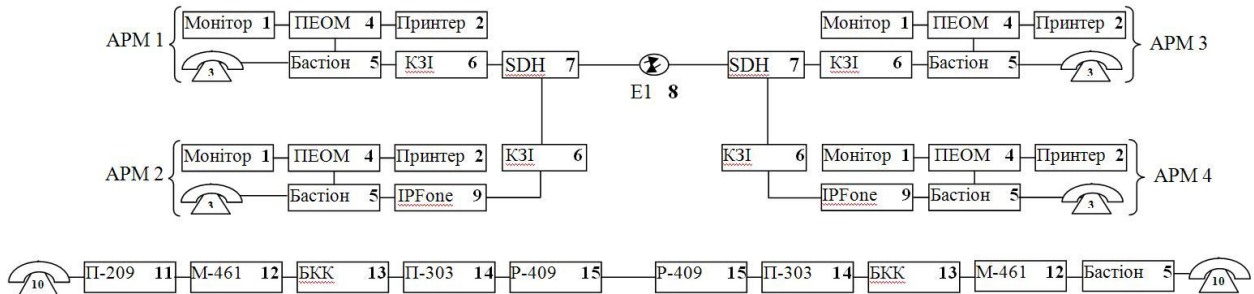 Монітор 1 ПЕОМ 4 Принтер 2 Монітор 1 ПЕОМ 4 Принтер 2
АРМ 1 АРМ 3
3 Бастіон 5 КЗІ 6 SDH 7 SDH 7 КЗІ 6 Бастіон 5 3
Е1 8
Монітор 1 ПЕОМ 4 Принтер 2 КЗІ 6 КЗІ 6 Монітор 1 ПЕОМ 4 Принтер 2
АРМ 2 АРМ 4
3 Бастіон 5 IPFone 9 IPFone 9 Бастіон 5 3
10 П-209 11 М-461 12 БКК 13 П-303 14 Р-409 15 Р-409 15 П-303 14 БКК 13 М-461 12 Бастіон 5 10